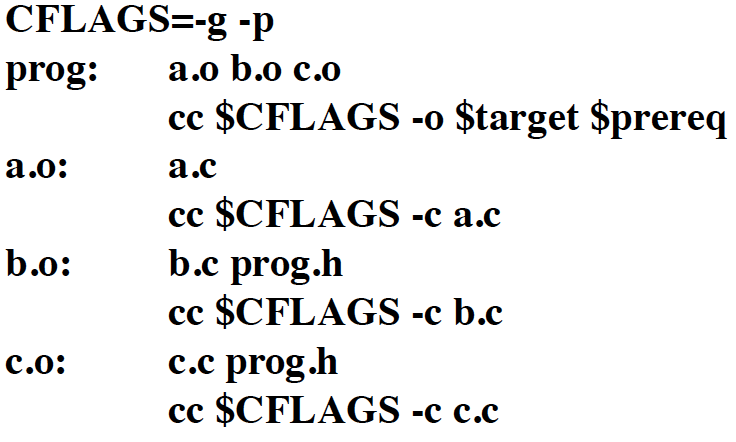 CFLAGS=-g -p
prog: a.o b.o c.o
cc $CFLAGS -o $target $prereq
a.o: a.c
cc $CFLAGS -c a.c
b.o: b.c prog.h
cc $CFLAGS -c b.c
c.o: c.c prog.h
cc $CFLAGS -c c.c